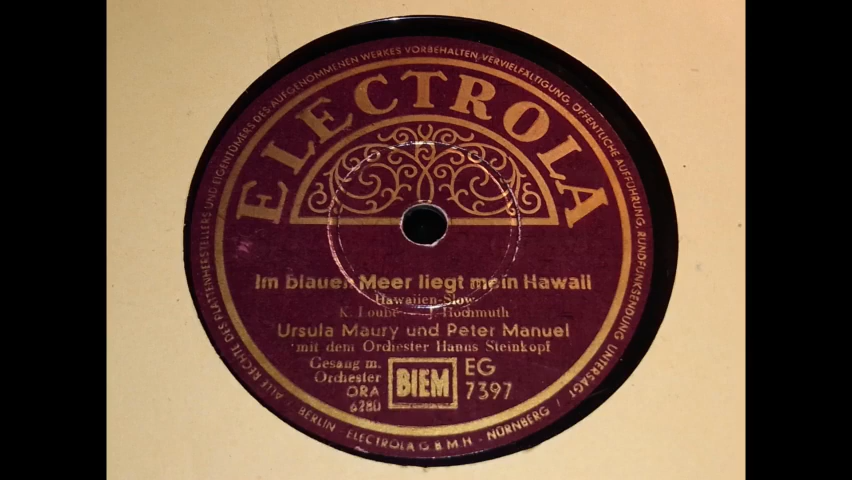 ALLE RECHTE DES PLATTENHERSTELLERS UND EIGENTÜMERS DES AUFGENOMMENEN WERKES VORBEHALTEN, VERVIELFÄLTIGUNG, ÖFFENTLICHE AUFFÜHRUNG, RUNDFUNKSENDUNG UNTERSAGT
ELECTROLA
Im blauen Meer liegt mein Hawaii
Hawaiien-Slow
K. Loubé J. Hochmuth
Ursula Maury und Peter Manuel
mit dem Orchester Hanns Steinkopf
Gesang m.
Orchester
ORA
6280
BIEM
EG
7397
BERLIN - ELECTROLA G B M H - NÜRNBERG